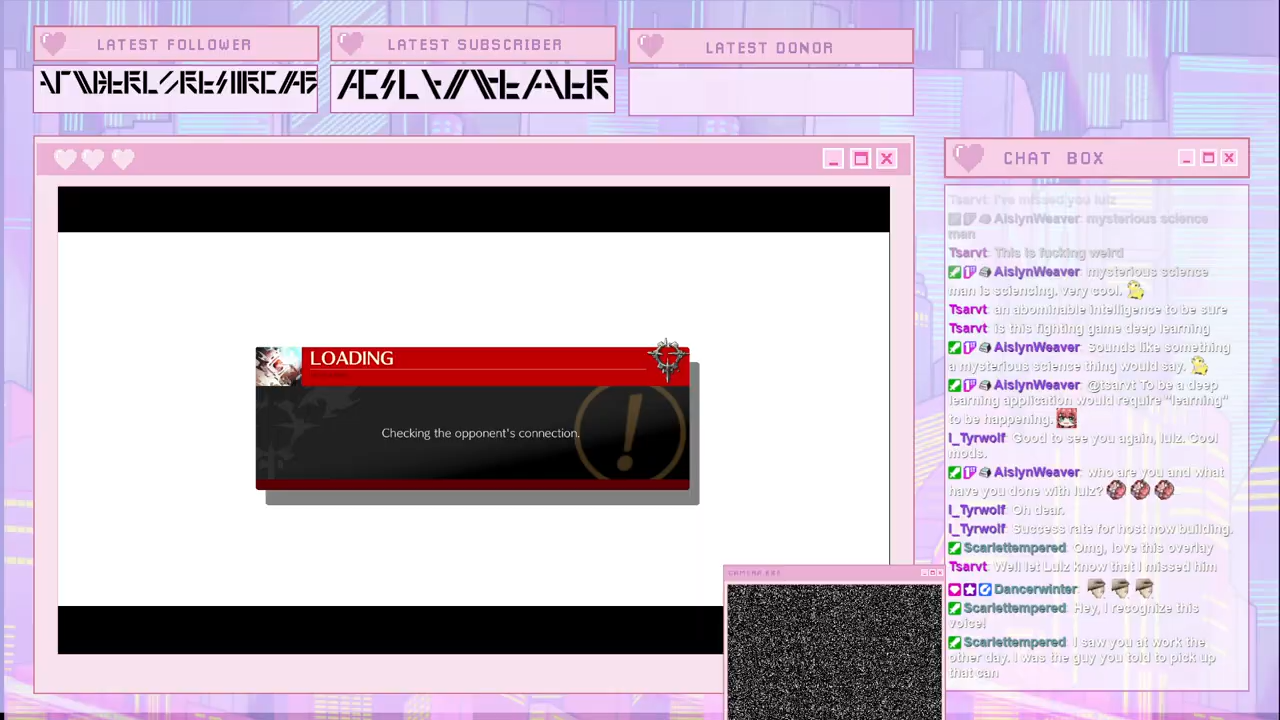 LATEST FOLLOWER
LATEST SUBSCRIBER
LATEST DONOR
CHAT BOX
LOADING
Checking the opponent's connection.
Tsarvt: I've missed you lulz
AislynWeaver: mysterious science
man
Tsarvt: This is fucking weird
AislynWeaver: mysterious science
man is sciencing. very cool.
Tsarvt: an abominable intelligence to be sure
Tsarvt: is this fighting game deep learning
AislynWeaver: Sounds like something
a mysterious science thing would say.
AislynWeaver: @tsarvt To be a deep
learning application would require "learning"
to be happening.
I_Tyrwolf: Good to see you again, lulz. Cool
mods.
AislynWeaver: who are you and what
have you done with lulz?
I_Tyrwolf: Oh dear.
I_Tyrwolf: Success rate for host now building.
Scarlettempered: Omg, love this overlay
Tsarvt: Well let Lulz know that I missed him
Dancerwinter:
Scarlettempered: Hey, I recognize this
voice!
Scarlettempered: I saw you at work the
other day. I was the guy you told to pick up
that can